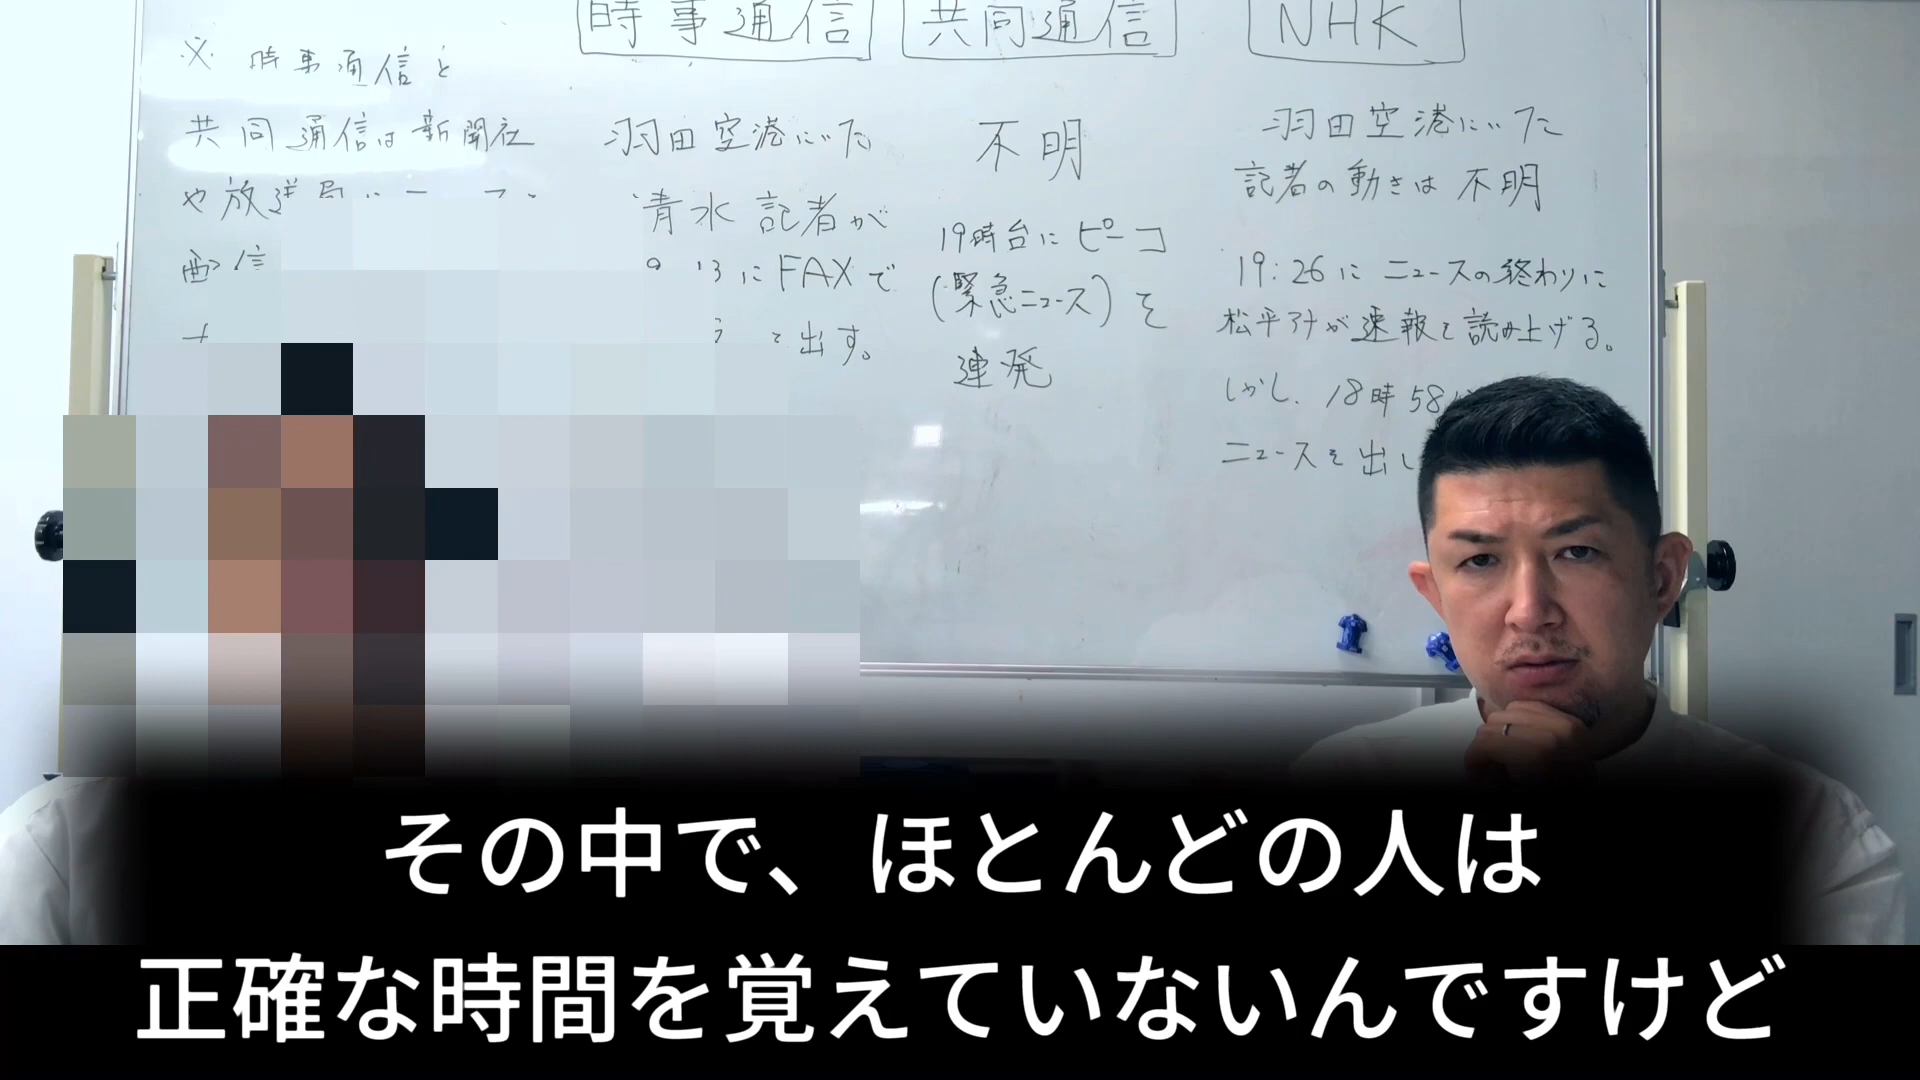 時事通信
共同通信
NHK
※ 時事通信と
共同通信は新聞社
や放送局に
配信
羽田空港にいた
青水記者が
にFAXで
を出す。
不明
19時台にピーコ
(緊急ニュース)を
連発
羽田空港にいた
記者の動きは不明
19:26にニュースの終わりに
松平アナが速報を読み上げる。
しかし、18時58
ニュースを出し
その中で、ほとんどの人は
正確な時間を覚えていないんですけど